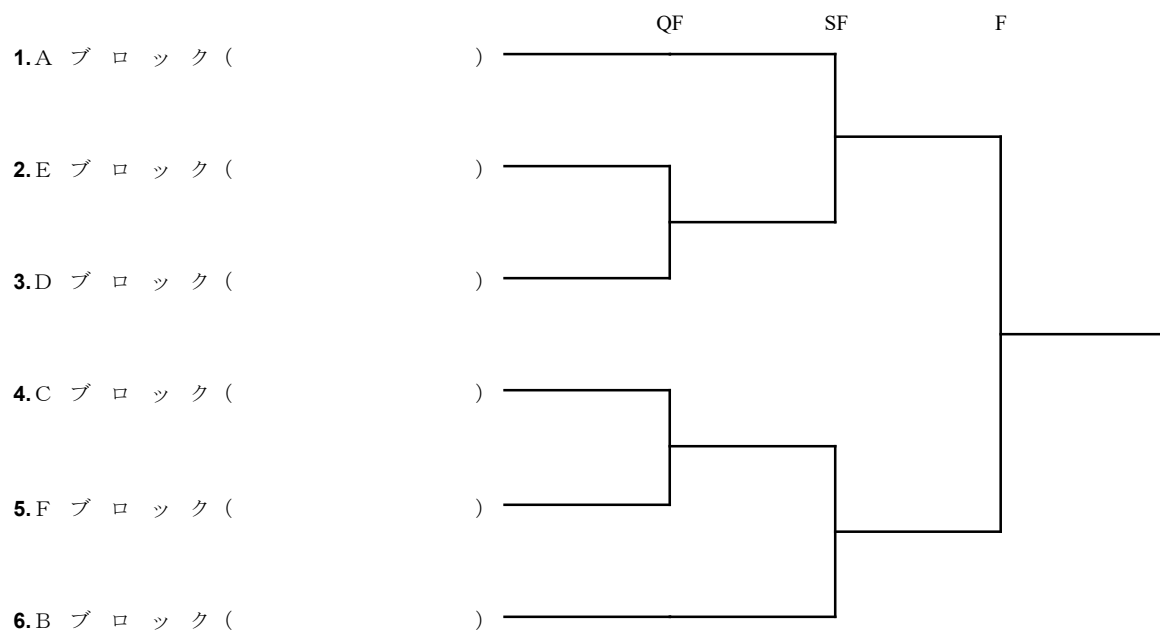 QF SF F
1.A ブ ロ ッ ク ( )
2.E ブ ロ ッ ク ( )
3.D ブ ロ ッ ク ( )
4.C ブ ロ ッ ク ( )
5.F ブ ロ ッ ク ( )
6.B ブ ロ ッ ク ( )